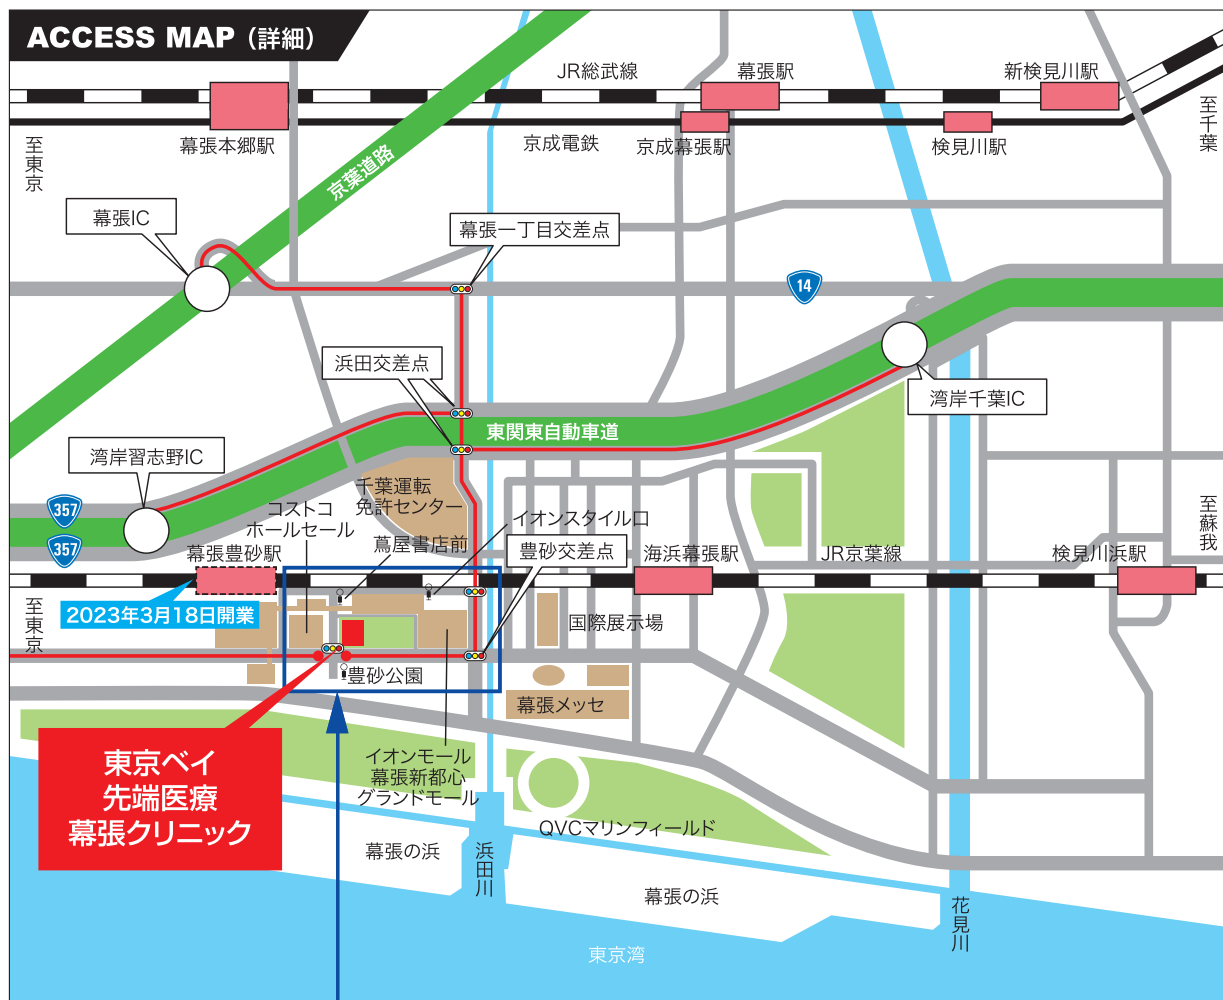 ACCESS MAP（詳細）
JR総武線
幕張駅
新検見川駅
至千葉
幕張本郷駅
京成電鉄
京成幕張駅
検見川駅
至東京
京葉道路
幕張IC
幕張一丁目交差点
14
浜田交差点
湾岸千葉IC
東関東自動車道
湾岸習志野IC
千葉運転
免許センター
357
357
コストコ
ホールセール
イオンスタイル口
至蘇我
蔦屋書店前
豊砂交差点
幕張豊砂駅
海浜幕張駅
JR京葉線
検見川浜駅
2023年3月18日開業
至東京
国際展示場
豊砂公園
幕張メッセ
東京ベイ
先端医療
幕張クリニック
イオンモール
幕張新都心
グランドモール
QVCマリンフィールド
幕張の浜
浜田川
幕張の浜
花見川
東京湾